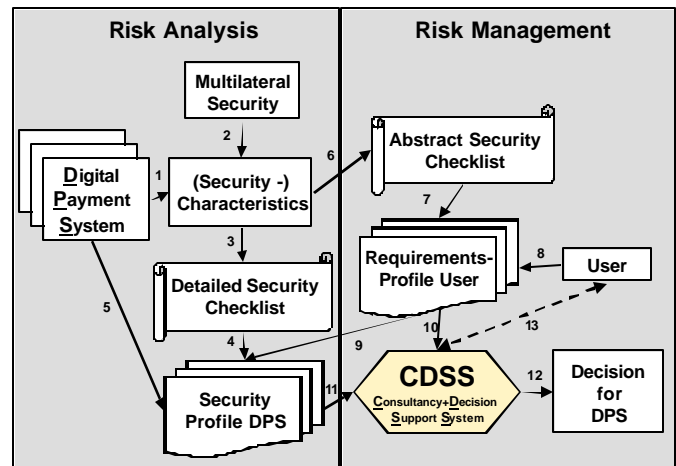 Risk Analysis
Risk Management
Multilateral
Security
2
6
Abstract Security
Checklist
Digital
Payment
System
1
(Security -)
Characteristics
7
3
Requirements-
Profile User
8
User
5
Detailed Security
Checklist
4
9
10
13
Security
Profile DPS
11
CDSS
Consultancy+Decision
Support System
12
Decision
for
DPS